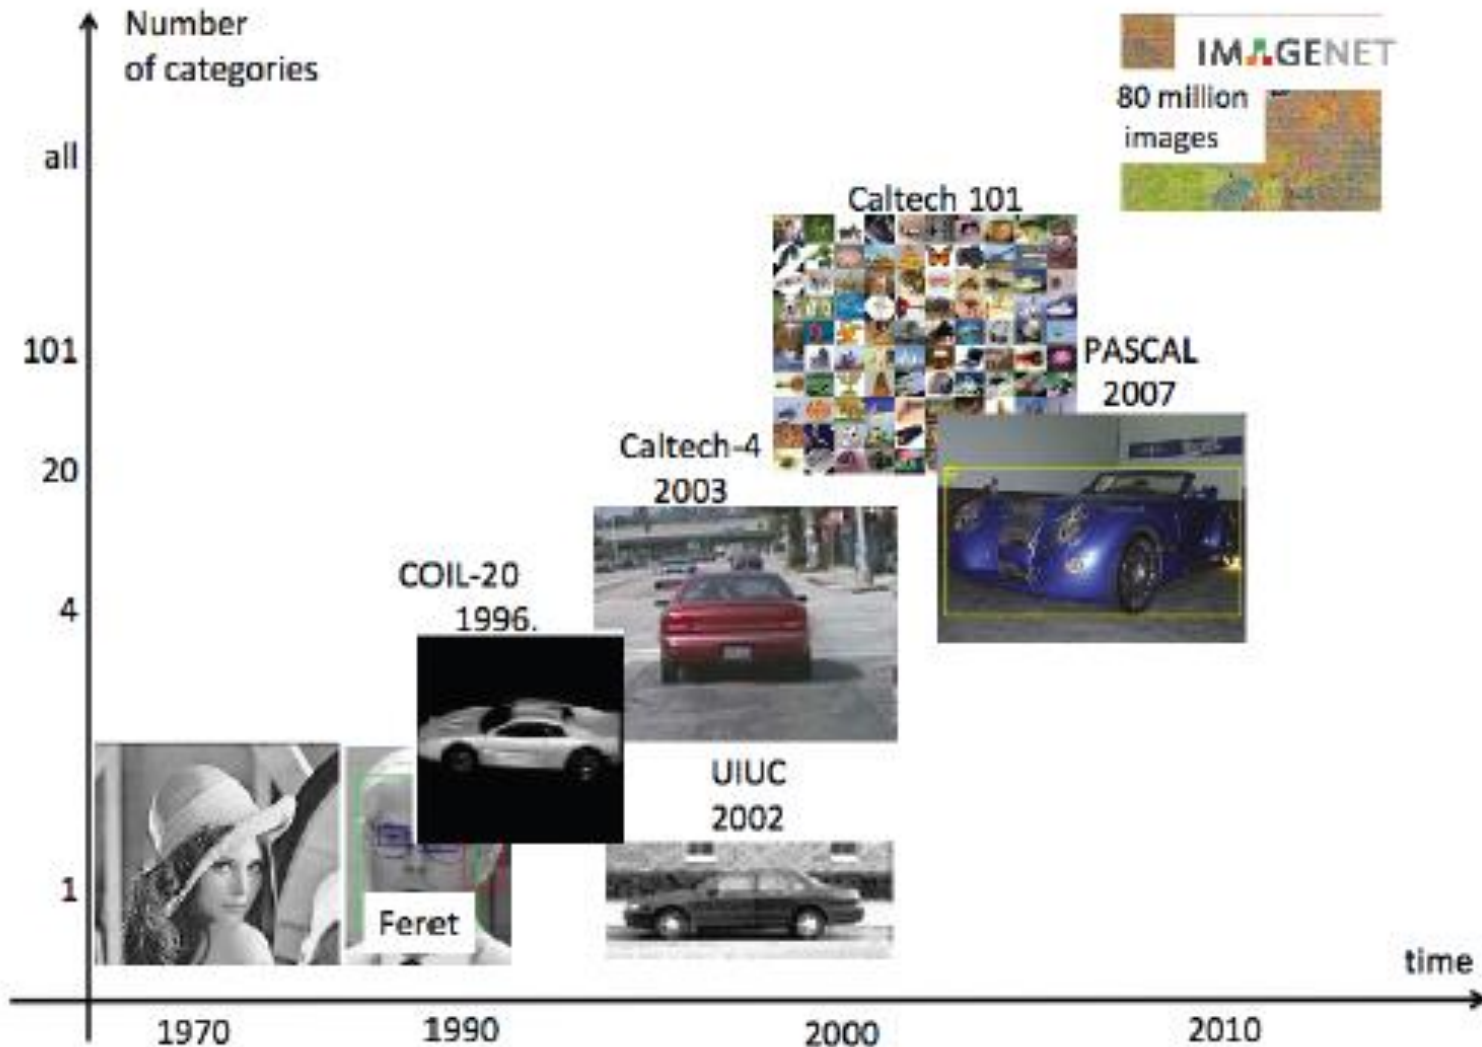 Number
of categories
IMAGENET
80 million
images
all
Caltech 101
101
PASCAL
2007
Caltech-4
2003
20
COIL-20
1996.
4
UIUC
2002
1
Feret
time
1970
1990
2000
2010